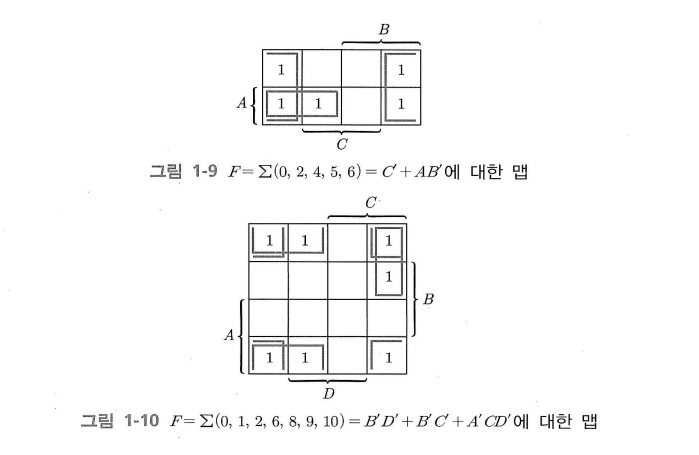 B
1 1
A 1 1 1
C
그림 1-9 F=∑(0, 2, 4, 5, 6)=C′+AB′에 대한 맵
C
1 1 1
1
B
A
1 1 1
D
그림 1-10 F=∑(0, 1, 2, 6, 8, 9, 10)=B′D′+B′C′+A′CD′에 대한 맵